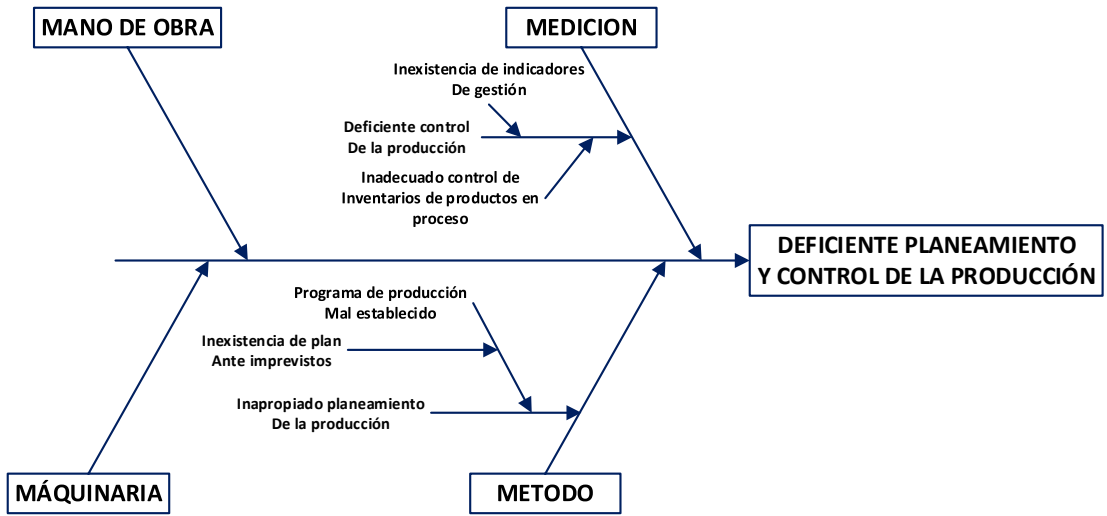 MANO DE OBRA
MEDICION
Inexistencia de indicadores
De gestión
Deficiente control
De la producción
Inadecuado control de
Inventarios de productos en
proceso
DEFICIENTE PLANEAMIENTO
Y CONTROL DE LA PRODUCCIÓN
Programa de producción
Mal establecido
Inexistencia de plan
Ante imprevistos
Inapropiado planeamiento
De la producción
MÁQUINARIA
METODO